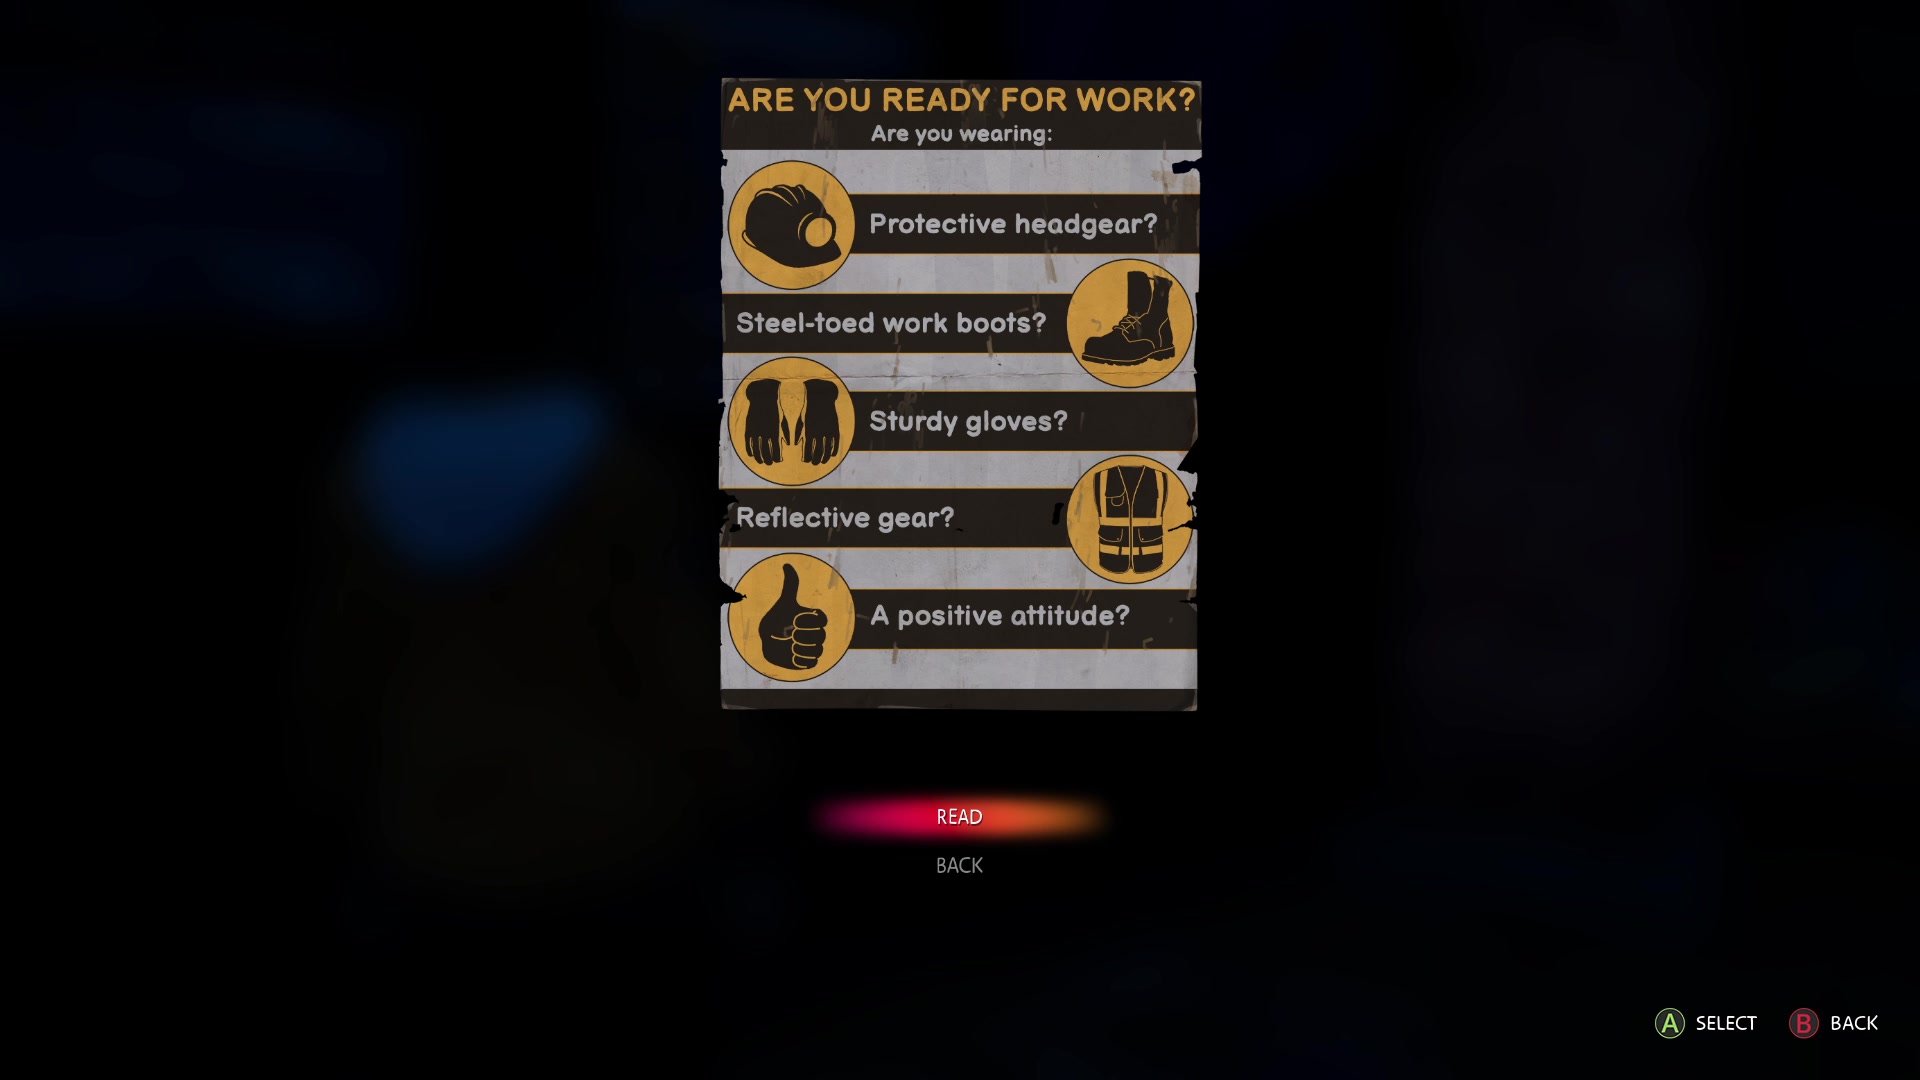 ARE YOU READY FOR WORK?
Are you wearing:
Protective headgear?
Steel-toed work boots?
Sturdy gloves?
Reflective gear?
A positive attitude?
READ
BACK
A SELECT B BACK